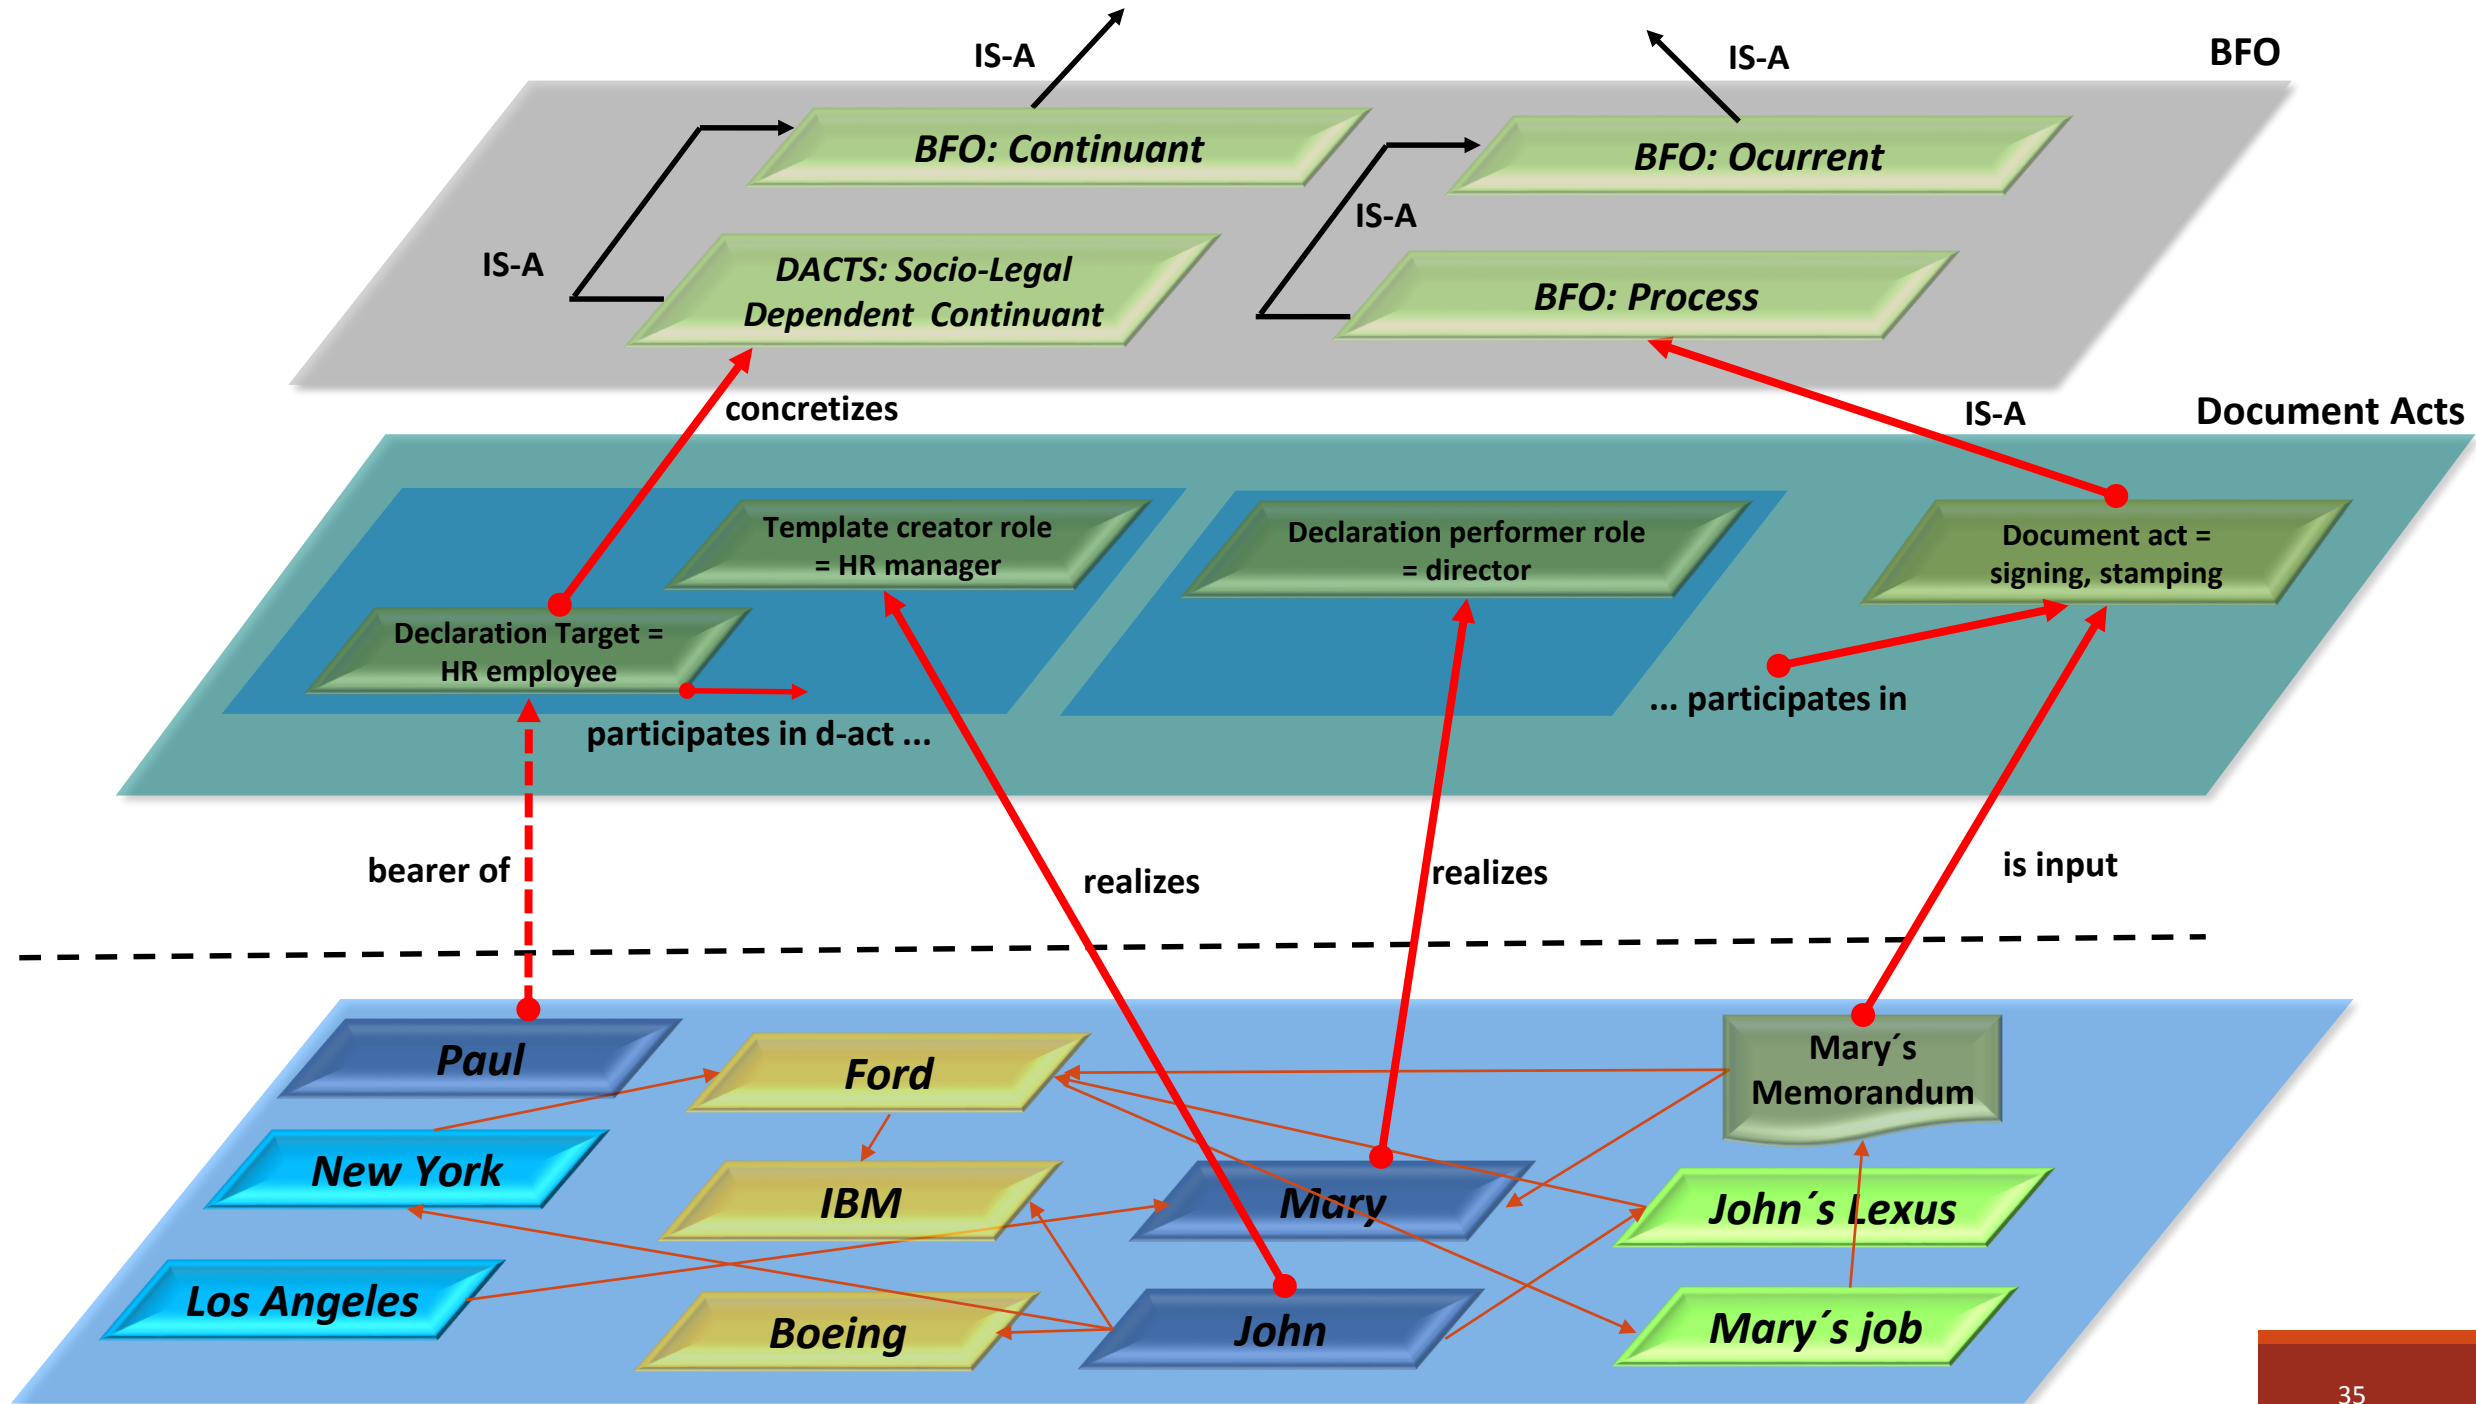 IS-A
IS-A
BFO
BFO: Continuant
BFO: Ocurrent
IS-A
IS-A
DACTS: Socio-Legal
Dependent Continuant
BFO: Process
concretizes
IS-A
Document Acts
Template creator role
= HR manager
Declaration performer role
= director
Document act =
signing, stamping
Declaration Target =
HR employee
participates in d-act ...
... participates in
bearer of
realizes
realizes
is input
Paul
Ford
Mary´s
Memorandum
New York
IBM
Mary
John´s Lexus
Los Angeles
Boeing
John
Mary´s job
35